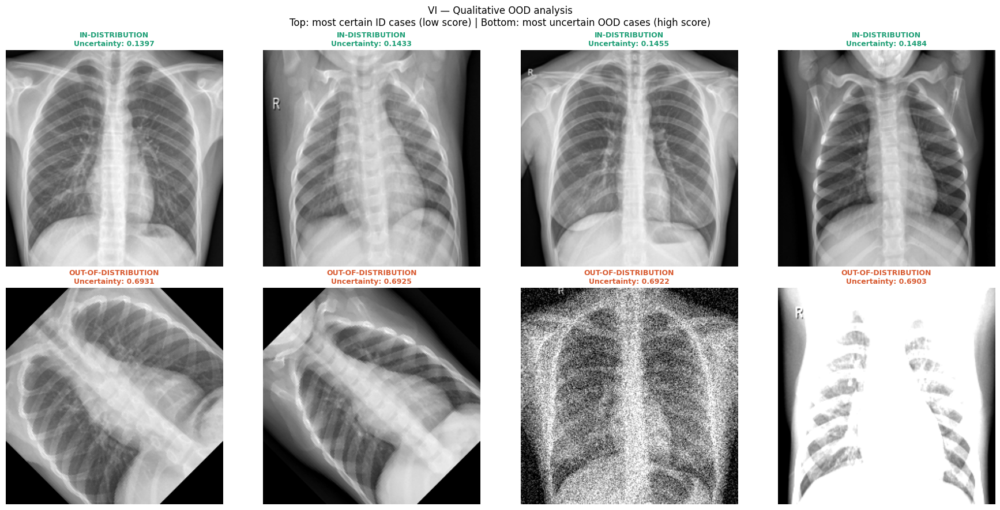 VI — Qualitative OOD analysis
Top: most certain ID cases (low score) | Bottom: most uncertain OOD cases (high score)
IN-DISTRIBUTION
Uncertainty: 0.1397
IN-DISTRIBUTION
Uncertainty: 0.1433
IN-DISTRIBUTION
Uncertainty: 0.1455
IN-DISTRIBUTION
Uncertainty: 0.1484
R
R
OUT-OF-DISTRIBUTION
Uncertainty: 0.6931
OUT-OF-DISTRIBUTION
Uncertainty: 0.6925
OUT-OF-DISTRIBUTION
Uncertainty: 0.6922
OUT-OF-DISTRIBUTION
Uncertainty: 0.6903
R
R